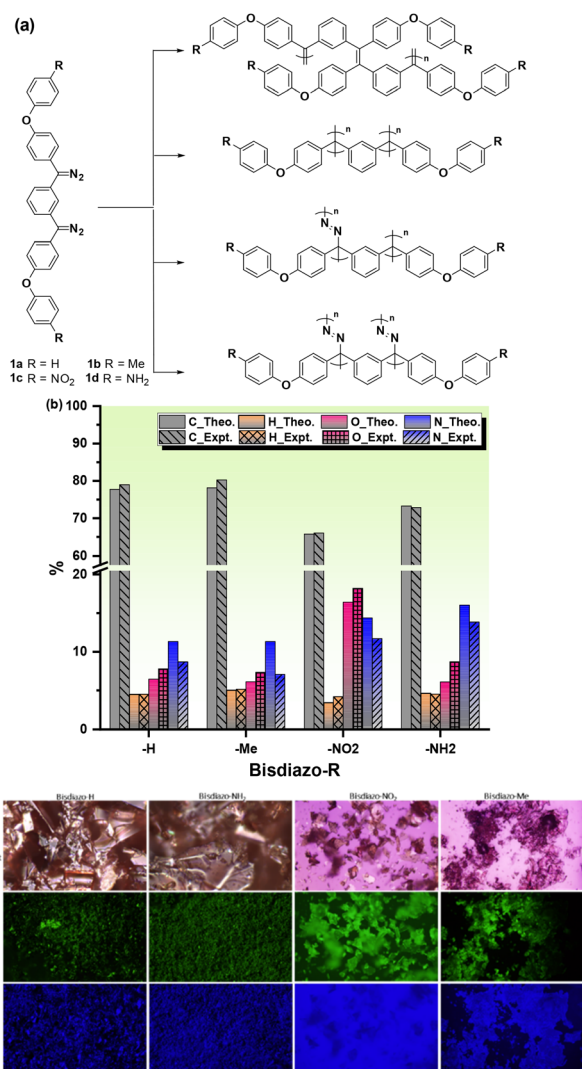 (a)
R
O
N₂
N₂
O
R
1a R = H 1b R = Me
1c R = NO₂ 1d R = NH₂
O
R
n
O
R
R
O
n
R
O
R
O
n
n
O
R
n
N
N
R
O
n
O
R
n
N
N
n
N
N
R
O
O
R
(b)
100
90
80
70
60
20
10
0
%
C_Theo. H_Theo. O_Theo. N_Theo.
C_Expt. H_Expt. O_Expt. N_Expt.
-H -Me -NO2 -NH2
Bisdiazo-R
Bisdiazo-H Bisdiazo-NH₂ Bisdiazo-NO₂ Bisdiazo-Me